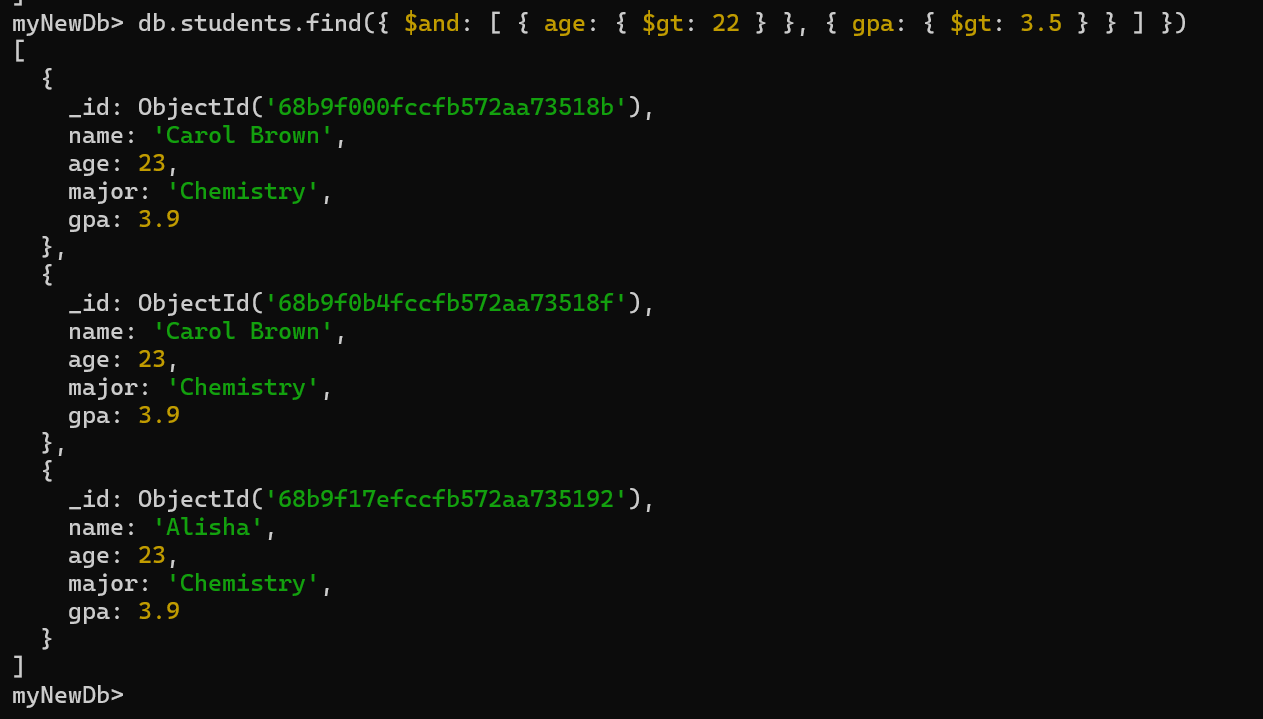 ]
myNewDb> db.students.find({ $and: [ { age: { $gt: 22 } }, { gpa: { $gt: 3.5 } } ] })
[
  {
    _id: ObjectId('68b9f000fccfb572aa73518b'),
    name: 'Carol Brown',
    age: 23,
    major: 'Chemistry',
    gpa: 3.9
  },
  {
    _id: ObjectId('68b9f0b4fccfb572aa73518f'),
    name: 'Carol Brown',
    age: 23,
    major: 'Chemistry',
    gpa: 3.9
  },
  {
    _id: ObjectId('68b9f17efccfb572aa735192'),
    name: 'Alisha',
    age: 23,
    major: 'Chemistry',
    gpa: 3.9
  }
]
myNewDb>